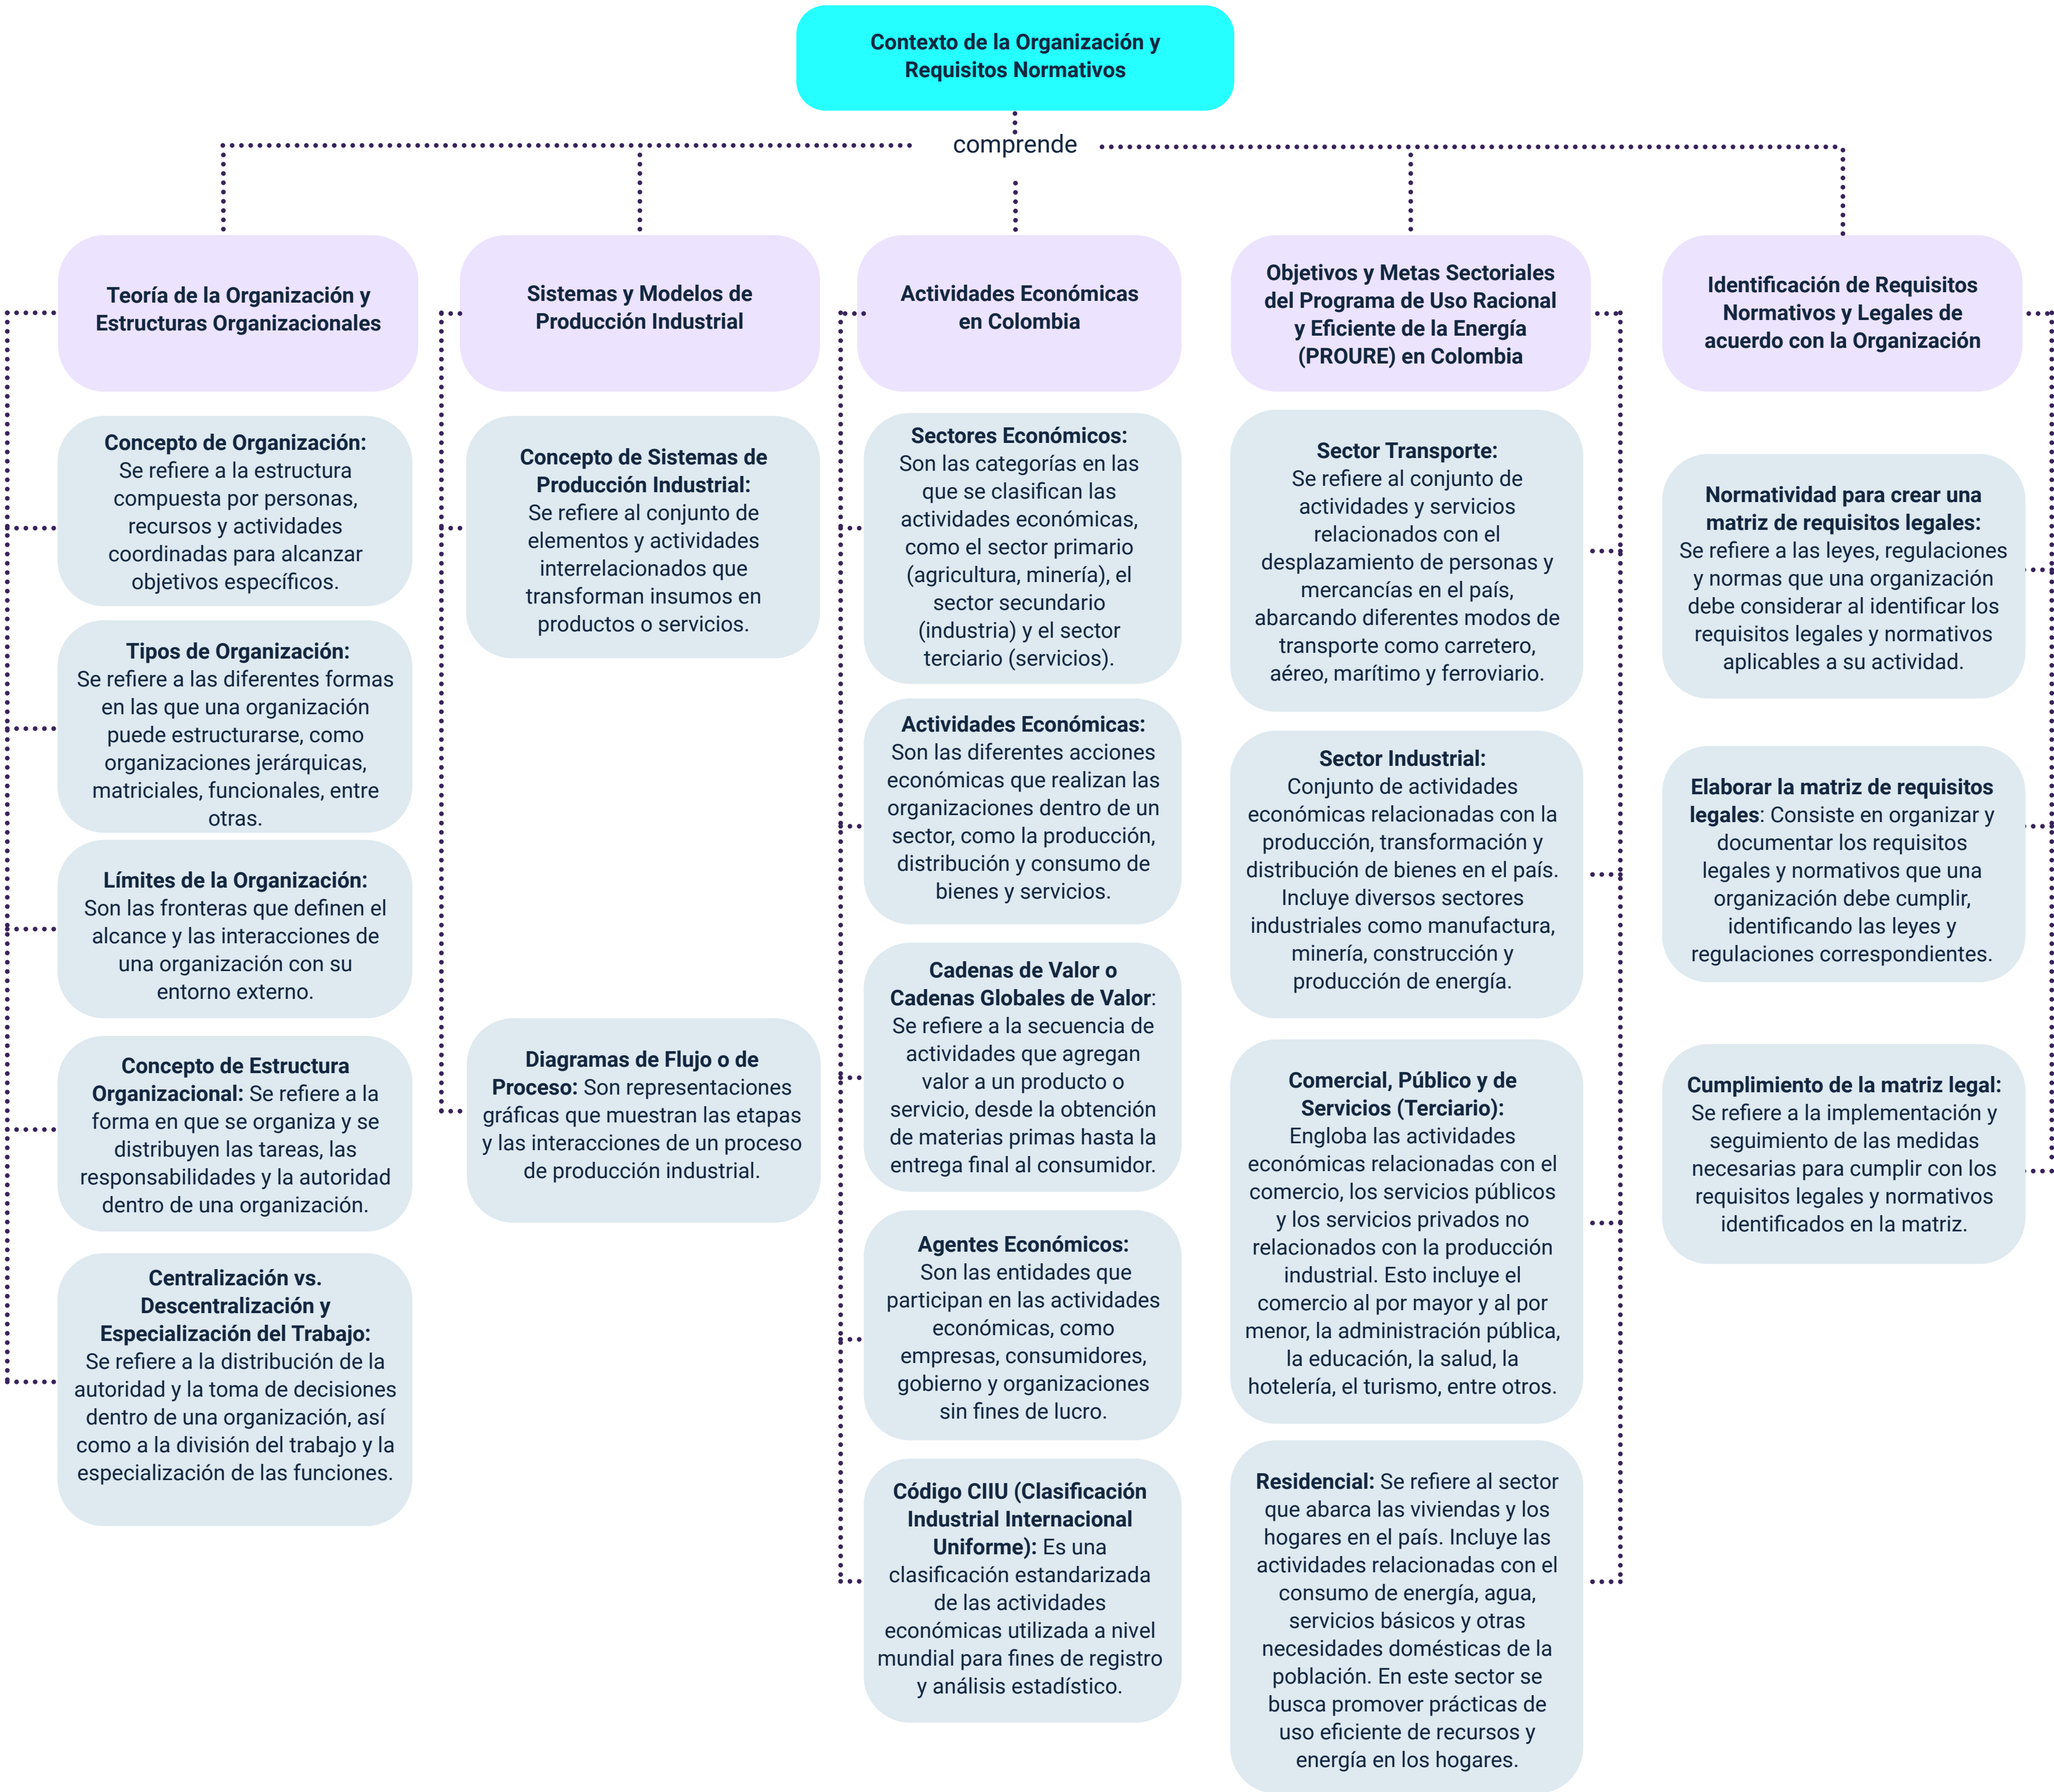 Contexto de la Organización y
Requisitos Normativos
comprende
Teoría de la Organización y
Estructuras Organizacionales
Concepto de Organización:
Se refiere a la estructura
compuesta por personas,
recursos y actividades
coordinadas para alcanzar
objetivos específicos.
Tipos de Organización:
Se refiere a las diferentes formas
en las que una organización
puede estructurarse, como
organizaciones jerárquicas,
matriciales, funcionales, entre
otras.
Límites de la Organización:
Son las fronteras que definen el
alcance y las interacciones de
una organización con su
entorno externo.
Concepto de Estructura
Organizacional: Se refiere a la
forma en que se organiza y se
distribuyen las tareas, las
responsabilidades y la autoridad
dentro de una organización.
Centralización vs.
Descentralización y
Especialización del Trabajo:
Se refiere a la distribución de la
autoridad y la toma de decisiones
dentro de una organización, así
como a la división del trabajo y la
especialización de las funciones.
Sistemas y Modelos de
Producción Industrial
Concepto de Sistemas de
Producción Industrial:
Se refiere al conjunto de
elementos y actividades
interrelacionados que
transforman insumos en
productos o servicios.
Diagramas de Flujo o de
Proceso: Son representaciones
gráficas que muestran las etapas
y las interacciones de un proceso
de producción industrial.
Actividades Económicas
en Colombia
Sectores Económicos:
Son las categorías en las
que se clasifican las
actividades económicas,
como el sector primario
(agricultura, minería), el
sector secundario
(industria) y el sector
terciario (servicios).
Actividades Económicas:
Son las diferentes acciones
económicas que realizan las
organizaciones dentro de un
sector, como la producción,
distribución y consumo de
bienes y servicios.
Cadenas de Valor o
Cadenas Globales de Valor:
Se refiere a la secuencia de
actividades que agregan
valor a un producto o
servicio, desde la obtención
de materias primas hasta la
entrega final al consumidor.
Agentes Económicos:
Son las entidades que
participan en las actividades
económicas, como
empresas, consumidores,
gobierno y organizaciones
sin fines de lucro.
Código CIIU (Clasificación
Industrial Internacional
Uniforme): Es una
clasificación estandarizada
de las actividades
económicas utilizada a nivel
mundial para fines de registro
y análisis estadístico.
Objetivos y Metas Sectoriales
del Programa de Uso Racional
y Eficiente de la Energía
(PROURE) en Colombia
Sector Transporte:
Se refiere al conjunto de
actividades y servicios
relacionados con el
desplazamiento de personas y
mercancías en el país,
abarcando diferentes modos de
transporte como carretero,
aéreo, marítimo y ferroviario.
Sector Industrial:
Conjunto de actividades
económicas relacionadas con la
producción, transformación y
distribución de bienes en el país.
Incluye diversos sectores
industriales como manufactura,
minería, construcción y
producción de energía.
Comercial, Público y de
Servicios (Terciario):
Engloba las actividades
económicas relacionadas con el
comercio, los servicios públicos
y los servicios privados no
relacionados con la producción
industrial. Esto incluye el
comercio al por mayor y al por
menor, la administración pública,
la educación, la salud, la
hotelería, el turismo, entre otros.
Residencial: Se refiere al sector
que abarca las viviendas y los
hogares en el país. Incluye las
actividades relacionadas con el
consumo de energía, agua,
servicios básicos y otras
necesidades domésticas de la
población. En este sector se
busca promover prácticas de
uso eficiente de recursos y
energía en los hogares.
Identificación de Requisitos
Normativos y Legales de
acuerdo con la Organización
Normatividad para crear una
matriz de requisitos legales:
Se refiere a las leyes, regulaciones
y normas que una organización
debe considerar al identificar los
requisitos legales y normativos
aplicables a su actividad.
Elaborar la matriz de requisitos
legales: Consiste en organizar y
documentar los requisitos
legales y normativos que una
organización debe cumplir,
identificando las leyes y
regulaciones correspondientes.
Cumplimiento de la matriz legal:
Se refiere a la implementación y
seguimiento de las medidas
necesarias para cumplir con los
requisitos legales y normativos
identificados en la matriz.